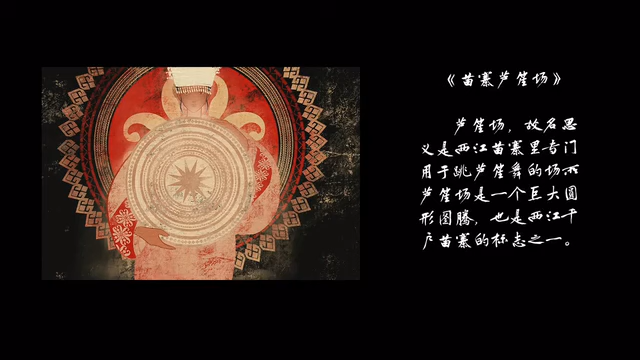 《苗寨芦笙场》
芦笙场，故名思
义是西江苗寨里专门
用于跳芦笙舞的场而
芦笙场是一个巨大圆
形图腾，也是西江千
户苗寨的标志之一。